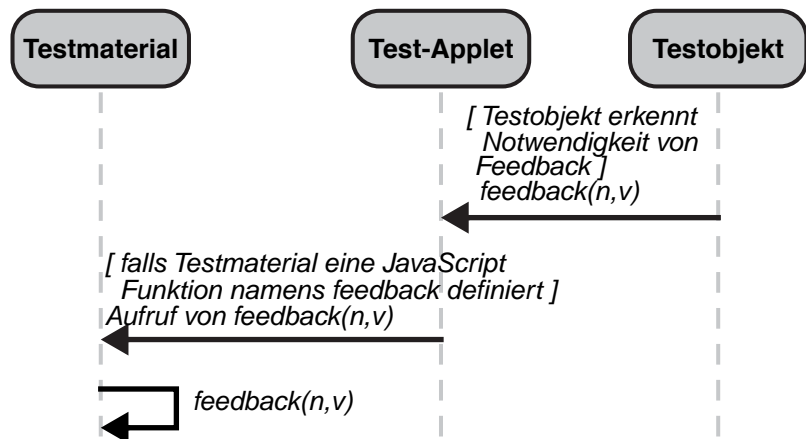 Testmaterial
Test-Applet
Testobjekt
[ Testobjekt erkennt
Notwendigkeit von
Feedback ]
feedback(n,v)
[ falls Testmaterial eine JavaScript
Funktion namens feedback definiert ]
Aufruf von feedback(n,v)
feedback(n,v)